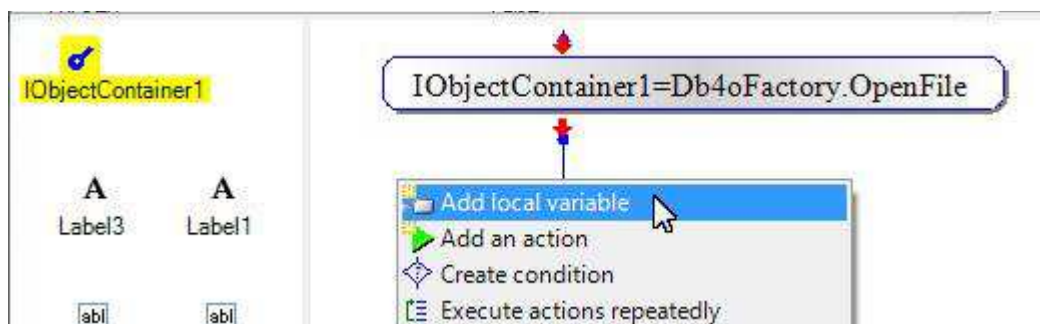 IObjectContainer1
IObjectContainer1=Db4oFactory.OpenFile
A A
Label3 Label1
Add local variable
Add an action
Create condition
Execute actions repeatedly
abl abl